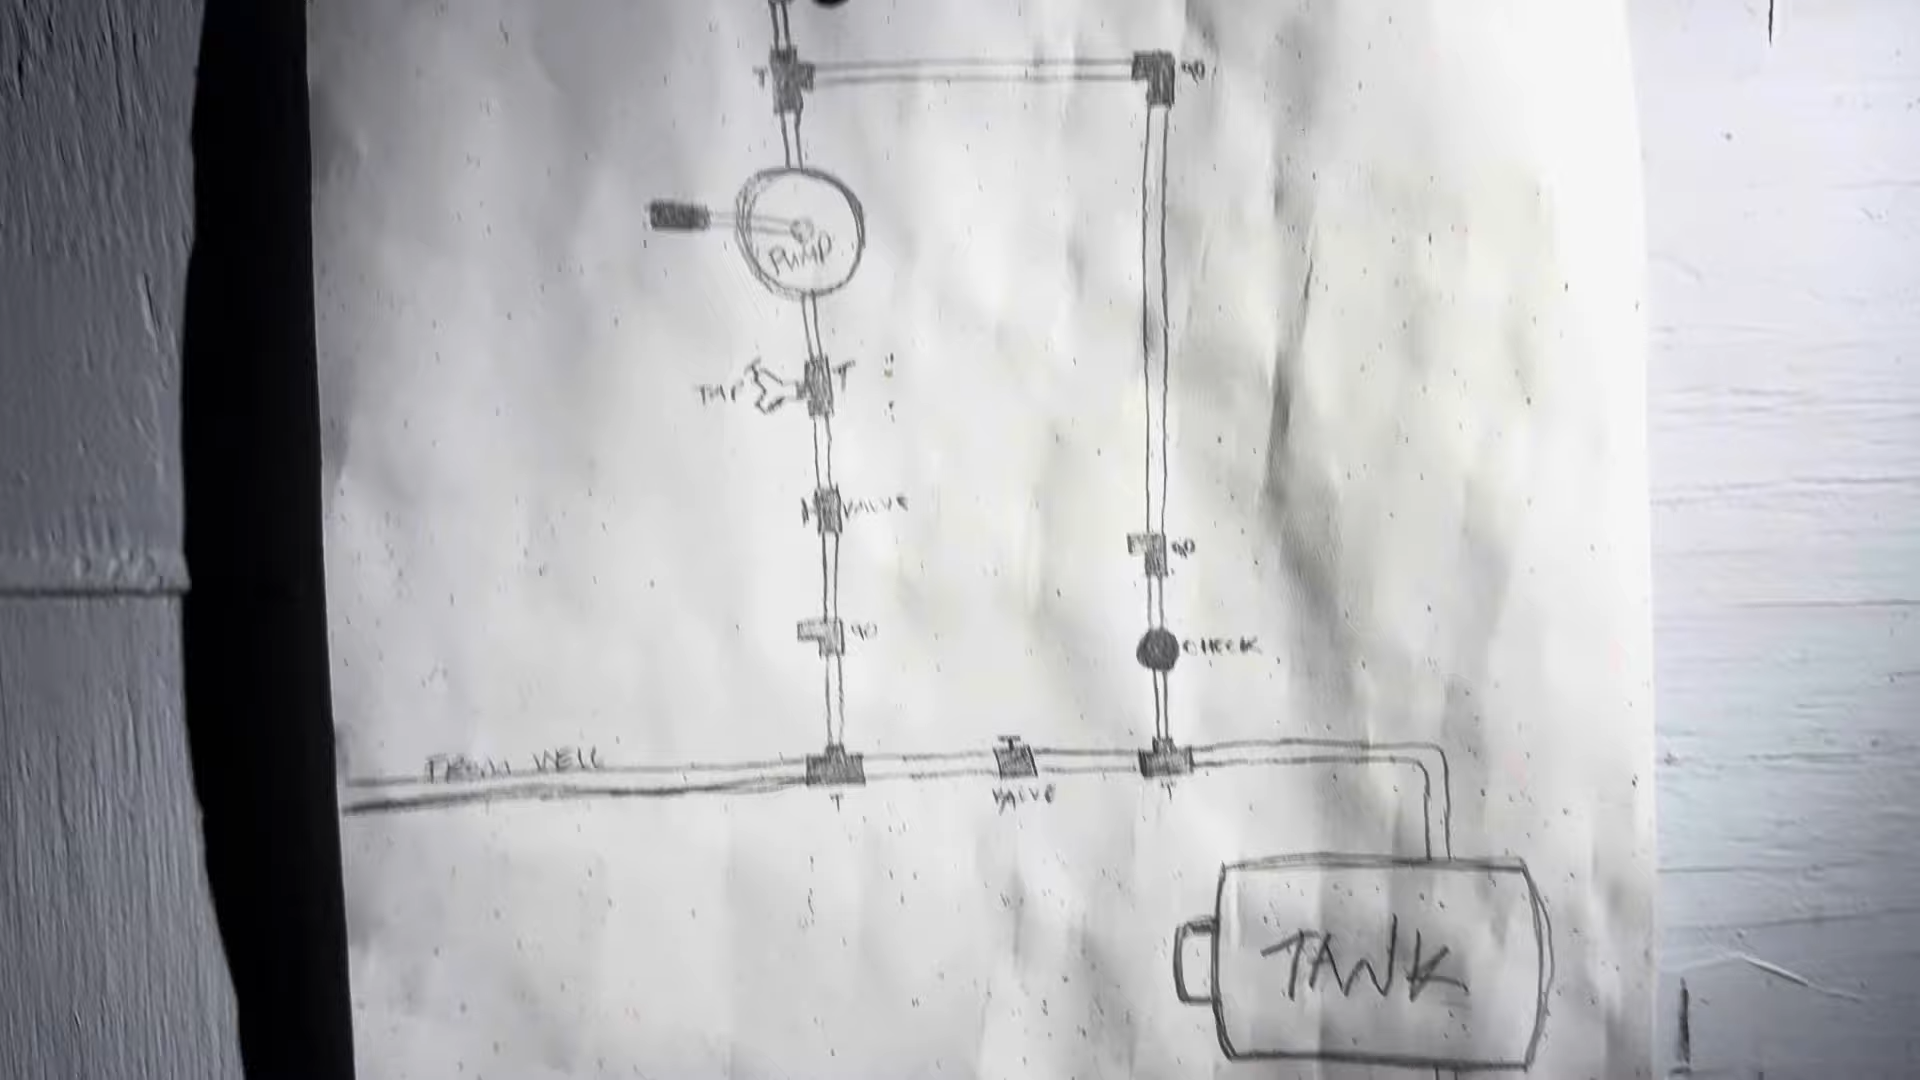 T
90
PUMP
T
TAP
VALVE
90
90
CHECK
FROM WELL
T
VALVE
T
TANK